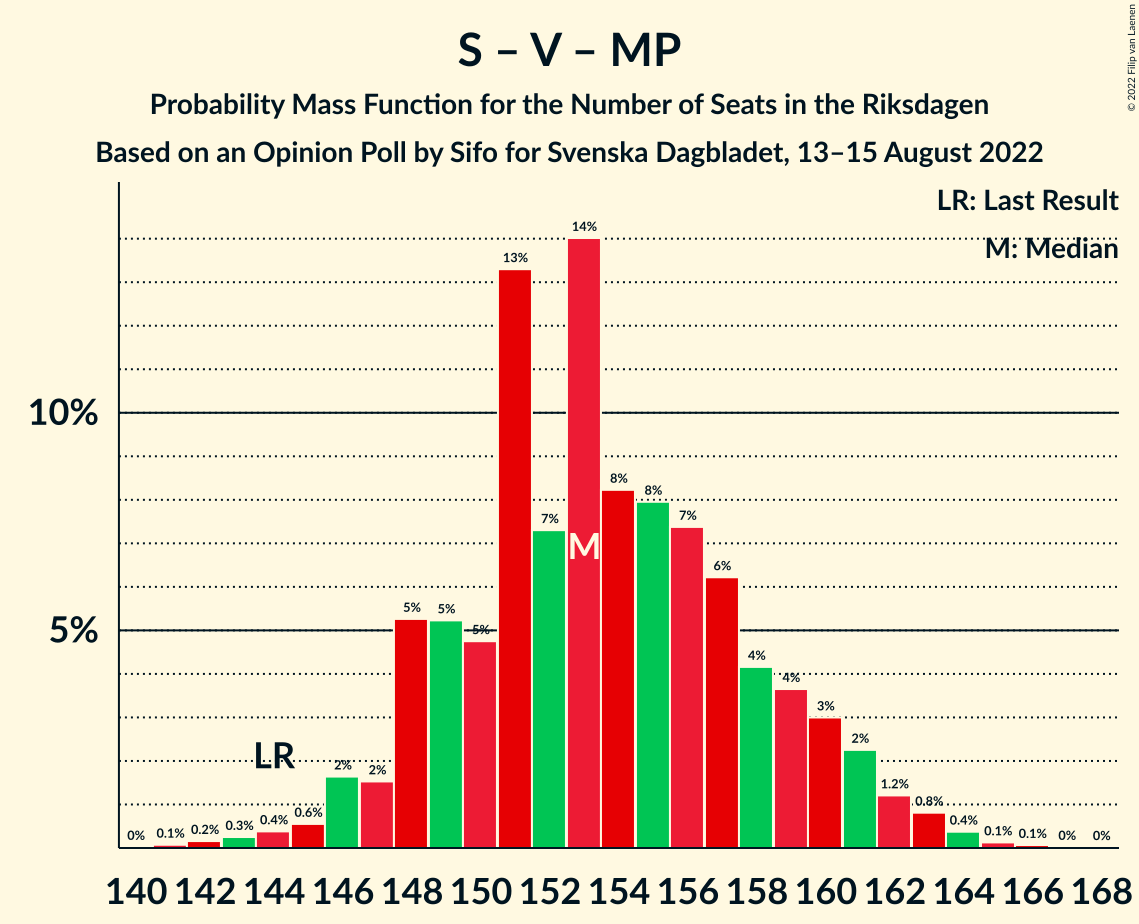 S – V – MP
Probability Mass Function for the Number of Seats in the Riksdagen
Based on an Opinion Poll by Sifo for Svenska Dagbladet, 13–15 August 2022
© 2022 Filip van Laenen
LR: Last Result
M: Median
10%
5%
LR
M
0% 0.1% 0.2% 0.3% 0.4% 0.6% 2% 2% 5% 5% 5% 13% 7% 14% 8% 8% 7% 6% 4% 4% 3% 2% 1.2% 0.8% 0.4% 0.1% 0.1% 0% 0%
140 142 144 146 148 150 152 154 156 158 160 162 164 166 168